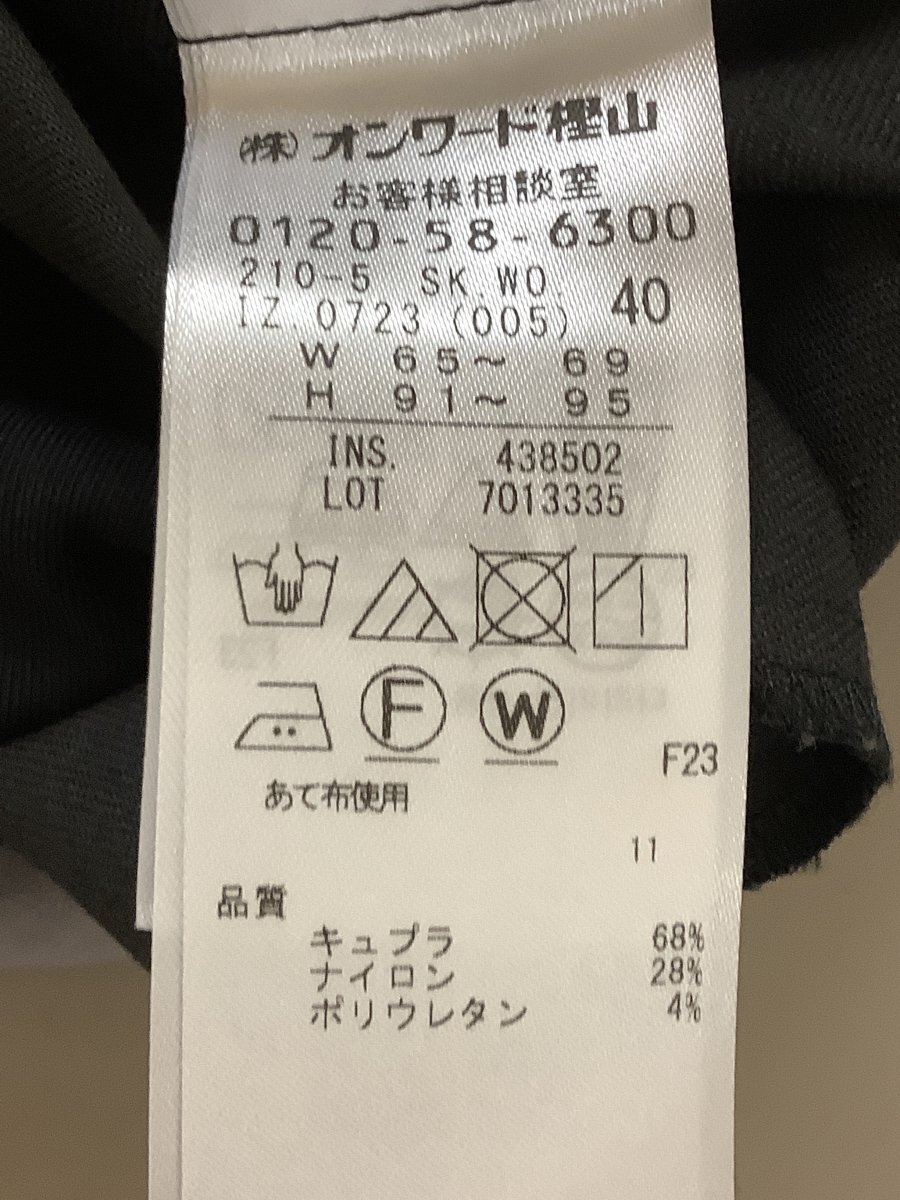 (株)オンワード樫山
お客様相談室
0120-58-6300
210-5 SK.WO.
IZ.0723 (005) 40
W 65～ 69
H 91～ 95
INS. 438502
LOT 7013335
F
W
F23
あて布使用
11
品質
キュプラ 68%
ナイロン 28%
ポリウレタン 4%